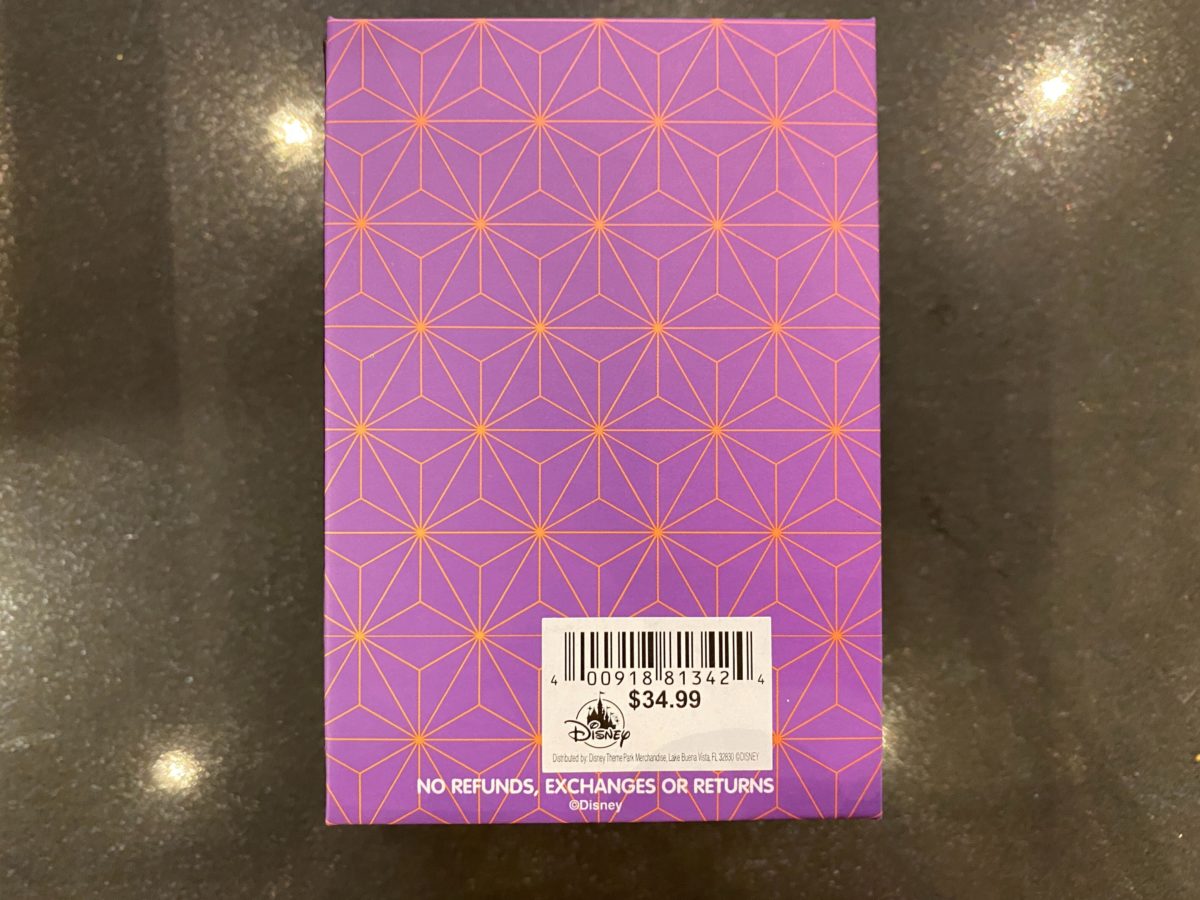 4 00918 81342 4
$34.99
Disney
Distributed by: Disney Theme Park Merchandise, Lake Buena Vista, FL 32830 ©DISNEY
NO REFUNDS, EXCHANGES OR RETURNS
©Disney